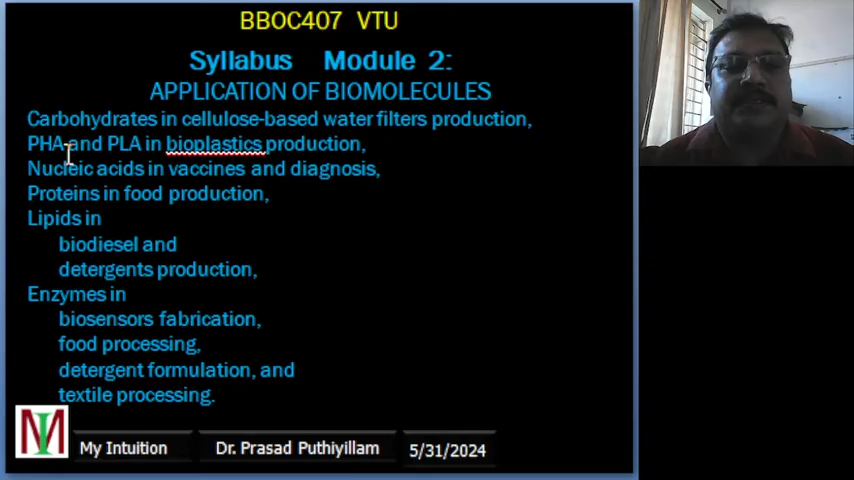 BBOC407 VTU
Syllabus Module 2:
APPLICATION OF BIOMOLECULES
Carbohydrates in cellulose-based water filters production,
PHA and PLA in bioplastics production,
Nucleic acids in vaccines and diagnosis,
Proteins in food production,
Lipids in
biodiesel and
detergents production,
Enzymes in
biosensors fabrication,
food processing,
detergent formulation, and
textile processing.
MI
My Intuition
Dr. Prasad Puthiyillam
5/31/2024